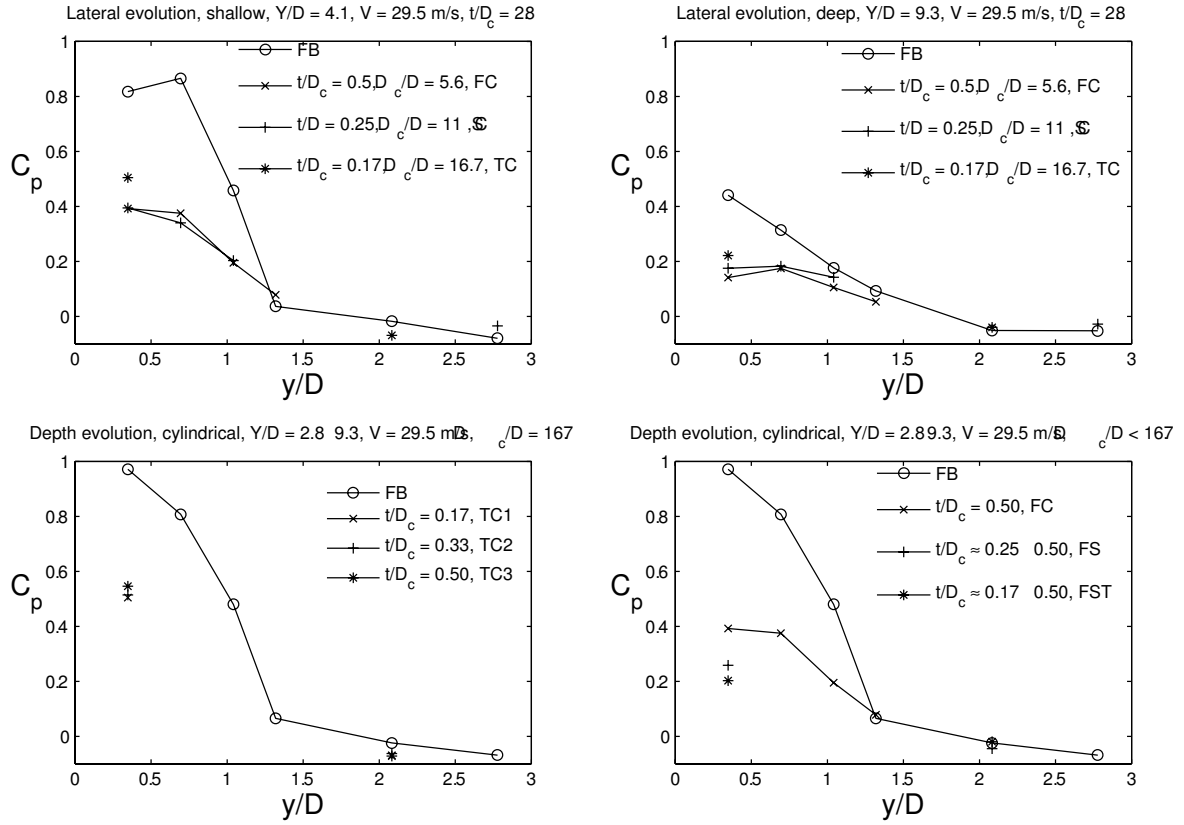 Lateral evolution, shallow, Y/D = 4.1, V = 29.5 m/s, t/D_c = 28
1
0.8
0.6
0.4
0.2
0
C_p
FB
t/D_c = 0.5, D_c/D = 5.6, FC
t/D = 0.25, D_c/D = 11, SC
t/D_c = 0.17, D_c/D = 16.7, TC
0 0.5 1 1.5 2 2.5 3
y/D
Lateral evolution, deep, Y/D = 9.3, V = 29.5 m/s, t/D_c = 28
1
0.8
0.6
0.4
0.2
0
C_p
FB
t/D_c = 0.5, D_c/D = 5.6, FC
t/D = 0.25, D_c/D = 11, SC
t/D_c = 0.17, D_c/D = 16.7, TC
0 0.5 1 1.5 2 2.5 3
y/D
Depth evolution, cylindrical, Y/D = 2.8 9.3, V = 29.5 m/s, D_c/D = 167
1
0.8
0.6
0.4
0.2
0
C_p
FB
t/D_c = 0.17, TC1
t/D_c = 0.33, TC2
t/D_c = 0.50, TC3
0 0.5 1 1.5 2 2.5 3
y/D
Depth evolution, cylindrical, Y/D = 2.8 9.3, V = 29.5 m/s, D_c/D < 167
1
0.8
0.6
0.4
0.2
0
C_p
FB
t/D_c = 0.50, FC
t/D_c ≈ 0.25 0.50, FS
t/D_c ≈ 0.17 0.50, FST
0 0.5 1 1.5 2 2.5 3
y/D